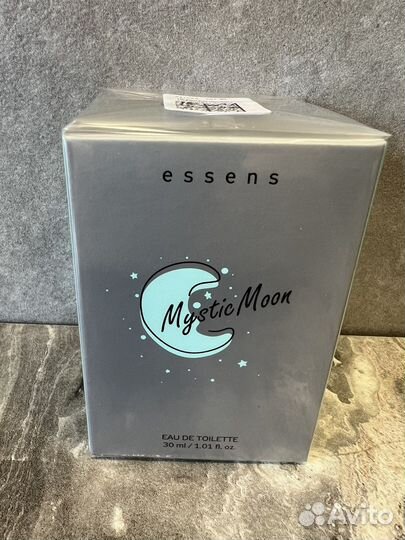 essens
Mystic Moon
EAU DE TOILETTE
30 ml / 1.01 fl. oz.
Avito